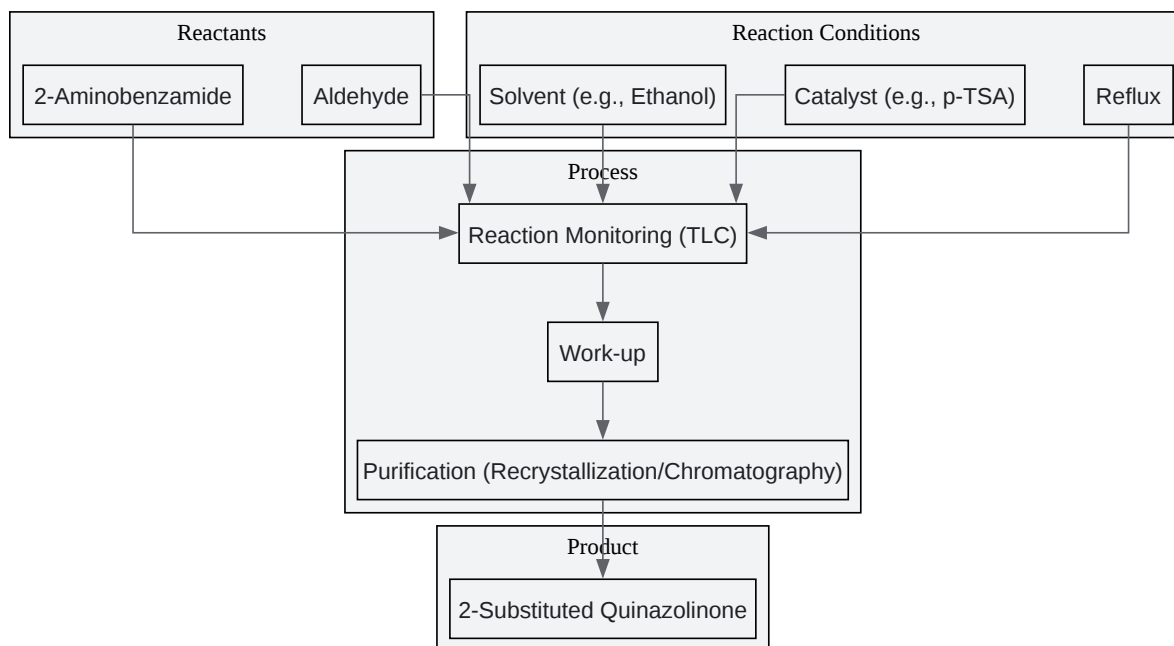 Reactants
Reaction Conditions
2-Aminobenzamide
Aldehyde
Solvent (e.g., Ethanol)
Catalyst (e.g., p-TSA)
Reflux
Process
Reaction Monitoring (TLC)
Work-up
Purification (Recrystallization/Chromatography)
Product
2-Substituted Quinazolinone